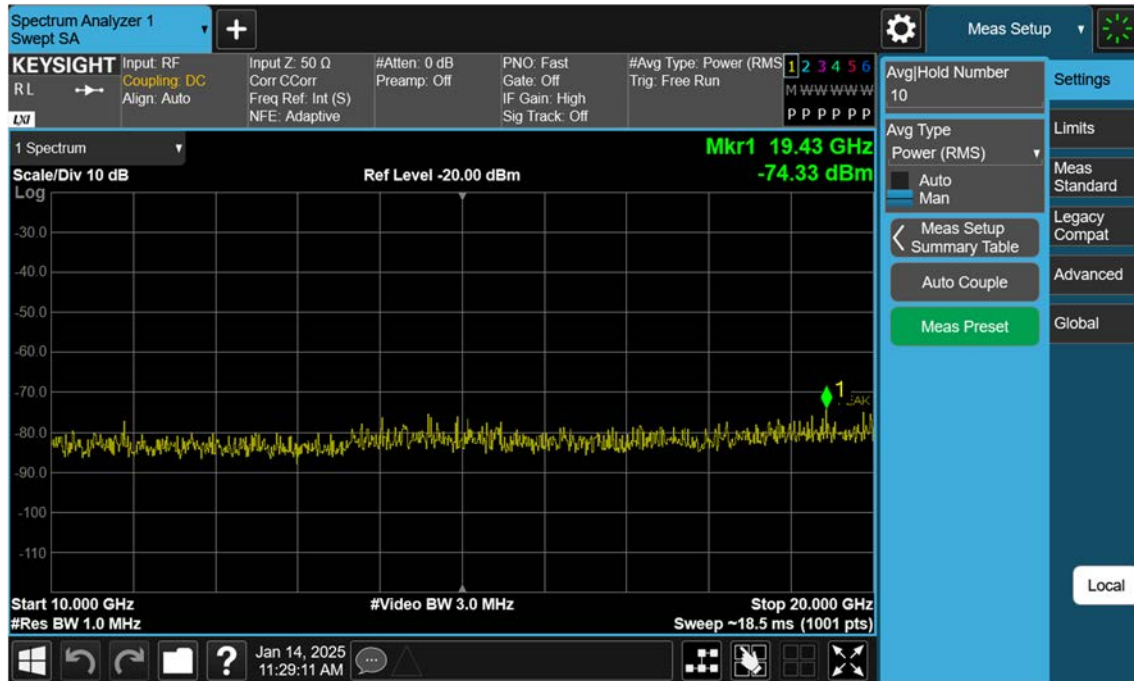 Spectrum Analyzer 1
Swept SA
+
Meas Setup
KEYSIGHT
RL
LXI
Input: RF
Coupling: DC
Align: Auto
Input Z: 50 Ω
Corr CCorr
Freq Ref: Int (S)
NFE: Adaptive
#Atten: 0 dB
Preamp: Off
PNO: Fast
Gate: Off
IF Gain: High
Sig Track: Off
#Avg Type: Power (RMS
Trig: Free Run
1 2 3 4 5 6
M W W W W W
P P P P P P
1 Spectrum
Mkr1 19.43 GHz
Scale/Div 10 dB
Ref Level -20.00 dBm
-74.33 dBm
Log
-30.0
-40.0
-50.0
-60.0
-70.0
-80.0
-90.0
-100
-110
1
Start 10.000 GHz
#Video BW 3.0 MHz
Stop 20.000 GHz
#Res BW 1.0 MHz
Sweep ~18.5 ms (1001 pts)
?
Jan 14, 2025
11:29:11 AM
Avg|Hold Number
10
Avg Type
Power (RMS)
Auto
Man
Meas Setup
Summary Table
Auto Couple
Meas Preset
Settings
Limits
Meas
Standard
Legacy
Compat
Advanced
Global
Local